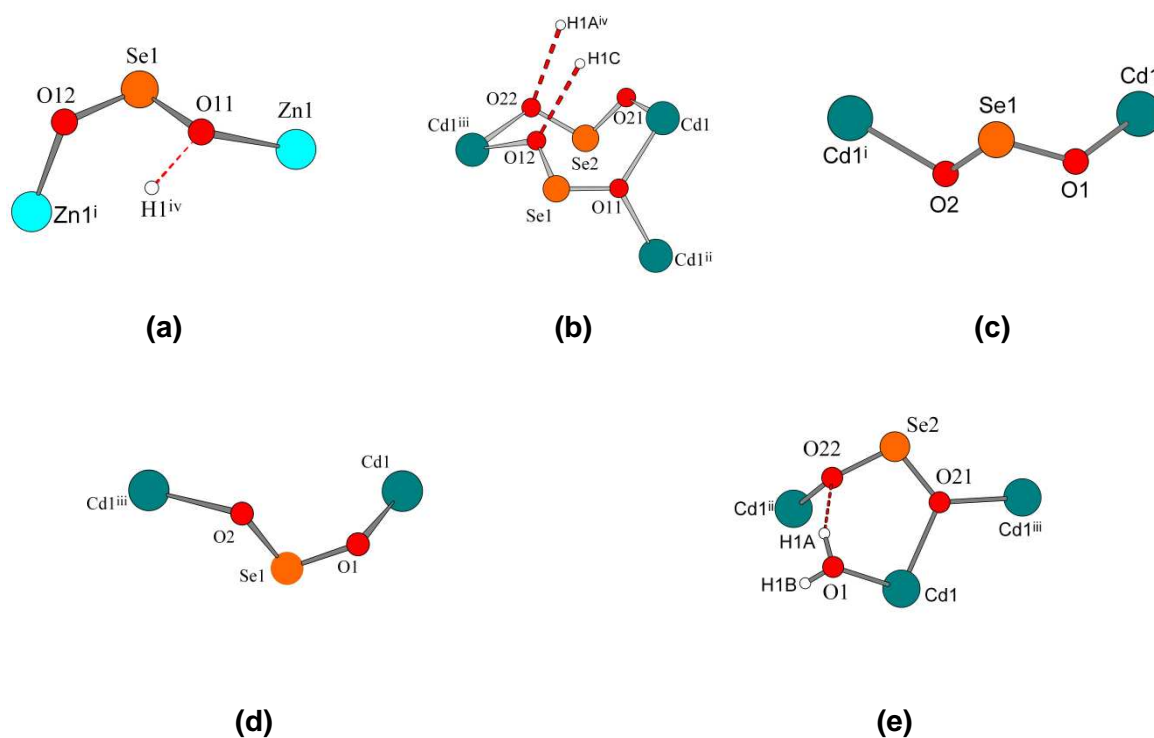 Se1
O12
O11
Zn1
Zn1ⁱ
H1ⁱᵛ
(a)
H1Aⁱᵛ
H1C
O22
O21
Cd1ⁱⁱⁱ
Cd1
O12
Se2
Se1
O11
Cd1ⁱⁱ
(b)
Cd1
Se1
Cd1ⁱ
O2
O1
(c)
Cd1
Cd1ⁱⁱⁱ
O2
O1
Se1
(d)
Se2
O22
O21
Cd1ⁱⁱ
Cd1ⁱⁱⁱ
H1A
H1B
O1
Cd1
(e)